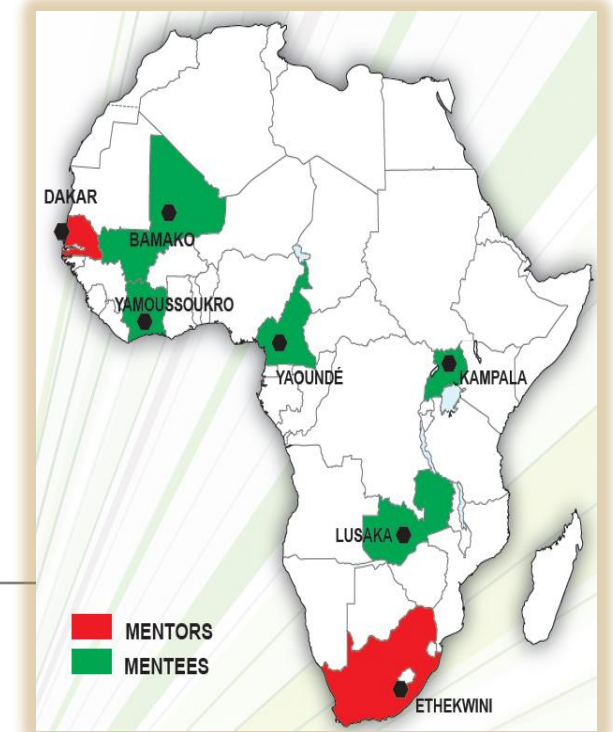 DAKAR
BAMAKO
YAMOUSSOUKRO
YAOUNDÉ
KAMPALA
LUSAKA
MENTORS
MENTEES
ETHEKWINI